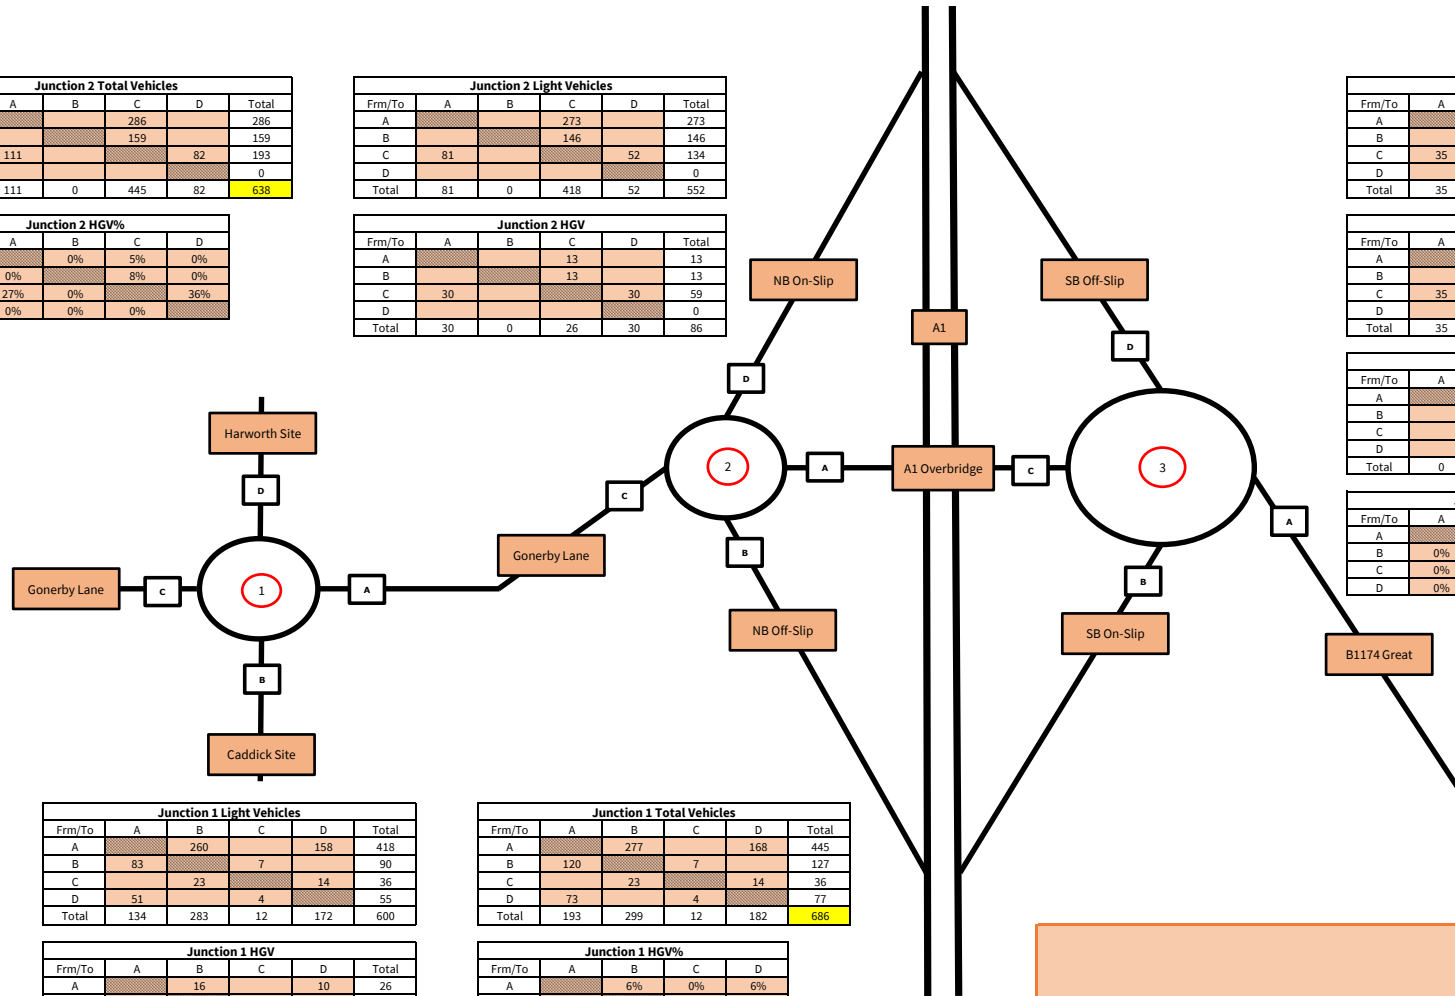 Junction 2 Total Vehicles
A B C D Total
286 286
159 159
111 82 193
0
111 0 445 82 638
Junction 2 HGV%
A B C D
0% 5% 0%
0% 8% 0%
27% 0% 36%
0% 0% 0%
Junction 2 Light Vehicles
Frm/To A B C D Total
A 273 273
B 146 146
C 81 52 134
D 0
Total 81 0 418 52 552
Junction 2 HGV
Frm/To A B C D Total
A 13 13
B 13 13
C 30 30 59
D 0
Total 30 0 26 30 86
Frm/To A
A
B
C 35
D
Total 35
Frm/To A
A
B
C 35
D
Total 35
Frm/To A
A
B
C
D
Total 0
Frm/To A
A
B 0%
C 0%
D 0%
NB On-Slip
SB Off-Slip
A1
D
D
Harworth Site
2
A
A1 Overbridge
C
3
D
C
A
Gonerby Lane
B
B
Gonerby Lane
C
1
A
NB Off-Slip
SB On-Slip
B1174 Great
B
Caddick Site
Junction 1 Light Vehicles
Frm/To A B C D Total
A 260 158 418
B 83 7 90
C 23 14 36
D 51 4 55
Total 134 283 12 172 600
Junction 1 Total Vehicles
Frm/To A B C D Total
A 277 168 445
B 120 7 127
C 23 14 36
D 73 4 77
Total 193 299 12 182 686
Junction 1 HGV
Frm/To A B C D Total
A 16 10 26
Junction 1 HGV%
Frm/To A B C D
A 6% 0% 6%